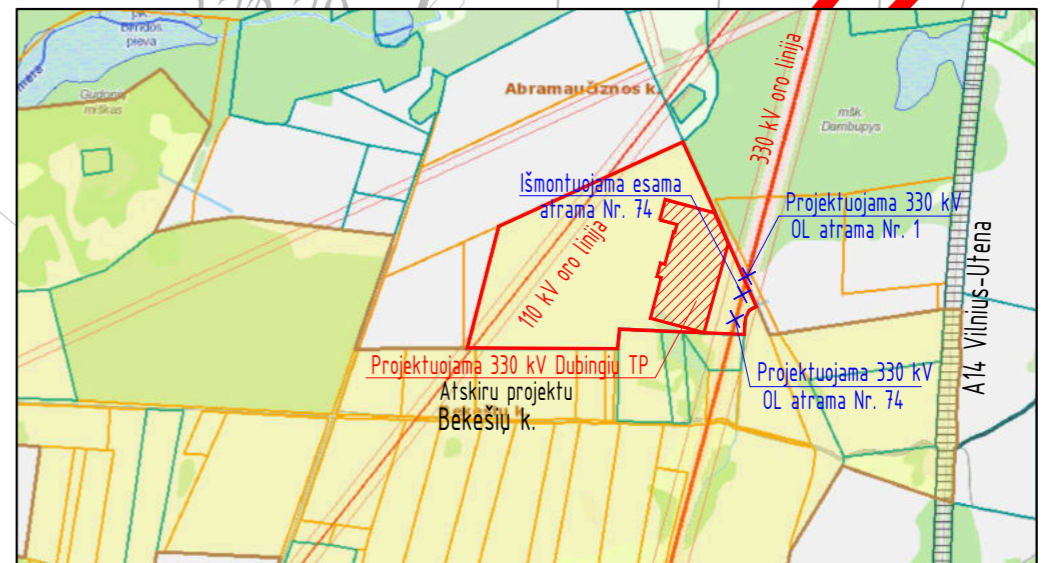 Birulos
pieva
Gudonių
miškas
Abramaučiznos k.
330 kV oro linija
mšk
Dambupys
Išmontuojama esama
atrama Nr. 74
Projektuojama 330 kV
OL atrama Nr. 1
110 kV oro linija
A14 Vilnius-Utena
Projektuojama 330 kV Dubingių TP
Atskiru projektu
Bekešių k.
Projektuojama 330 kV
OL atrama Nr. 74